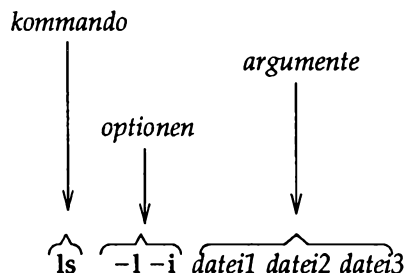 kommando
argumente
optionen
ls –l –i datei1 datei2 datei3